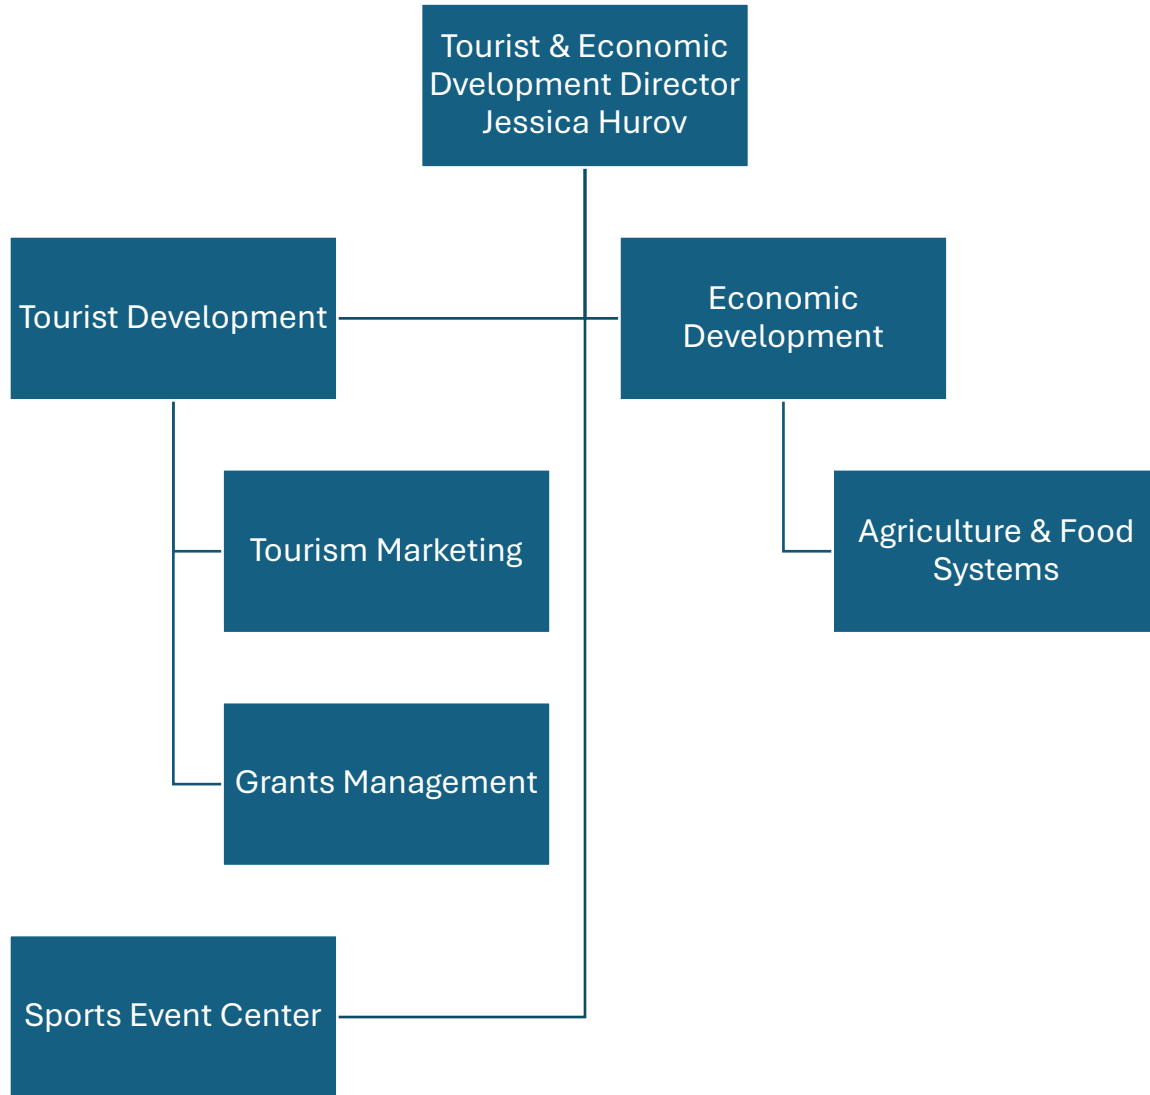 Tourist & Economic
Dvelopment Director
Jessica Hurov
Tourist Development
Economic
Development
Tourism Marketing
Agriculture & Food
Systems
Grants Management
Sports Event Center